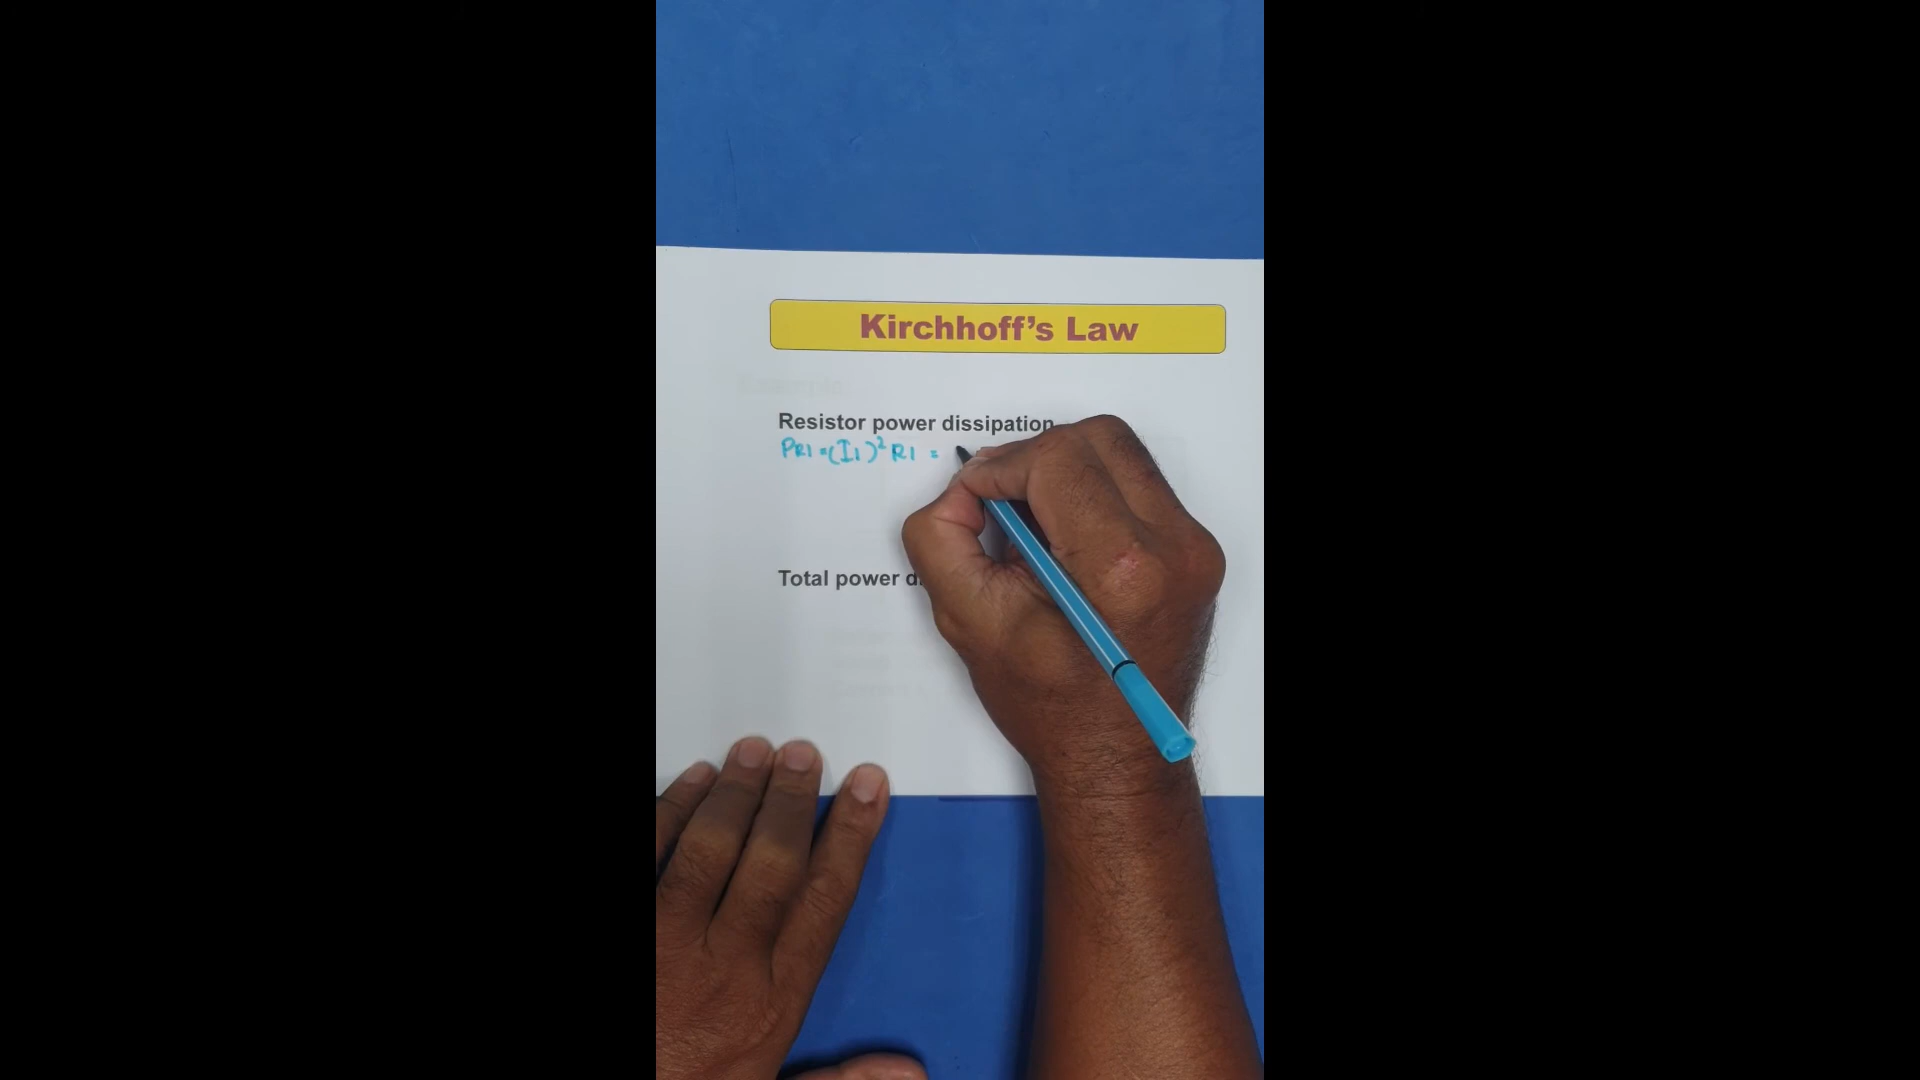 Kirchhoff's Law
Resistor power dissipation
PR1 = (I1)² R1 =
Total power d